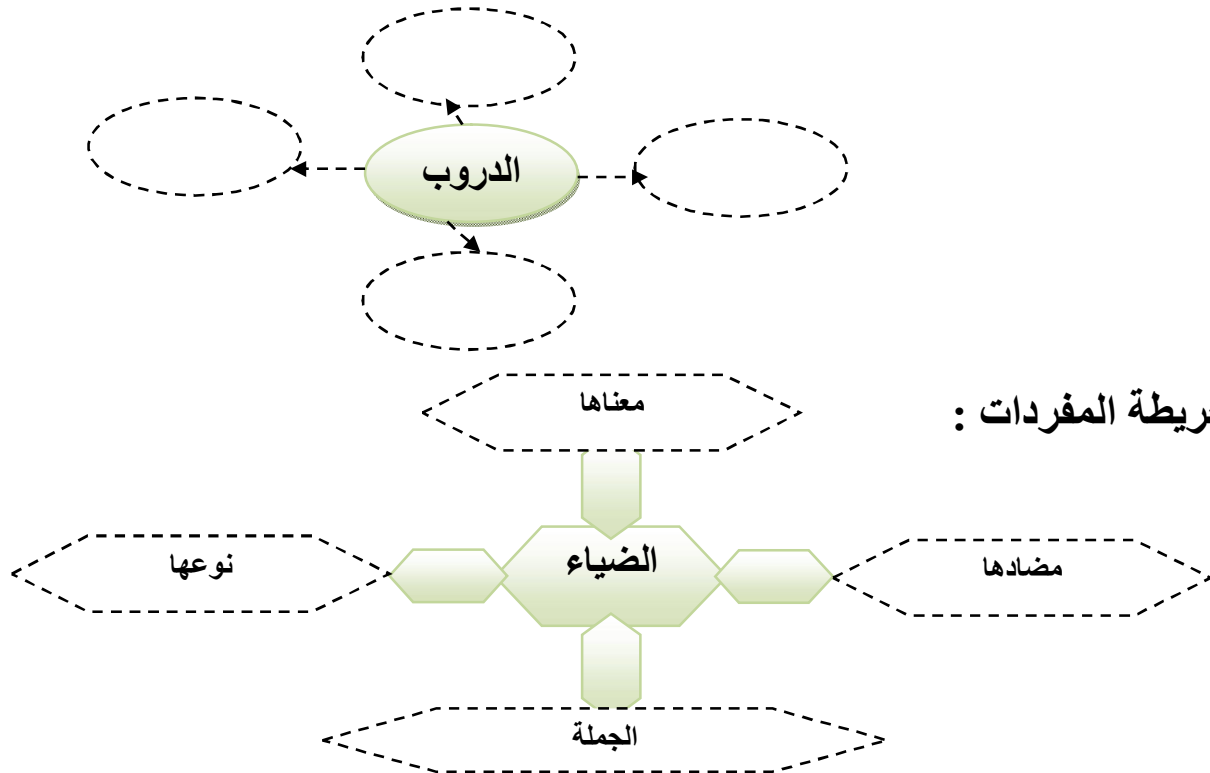 الدروب
ريطة المفردات :
معناها
مضادها
الضياء
نوعها
الجملة